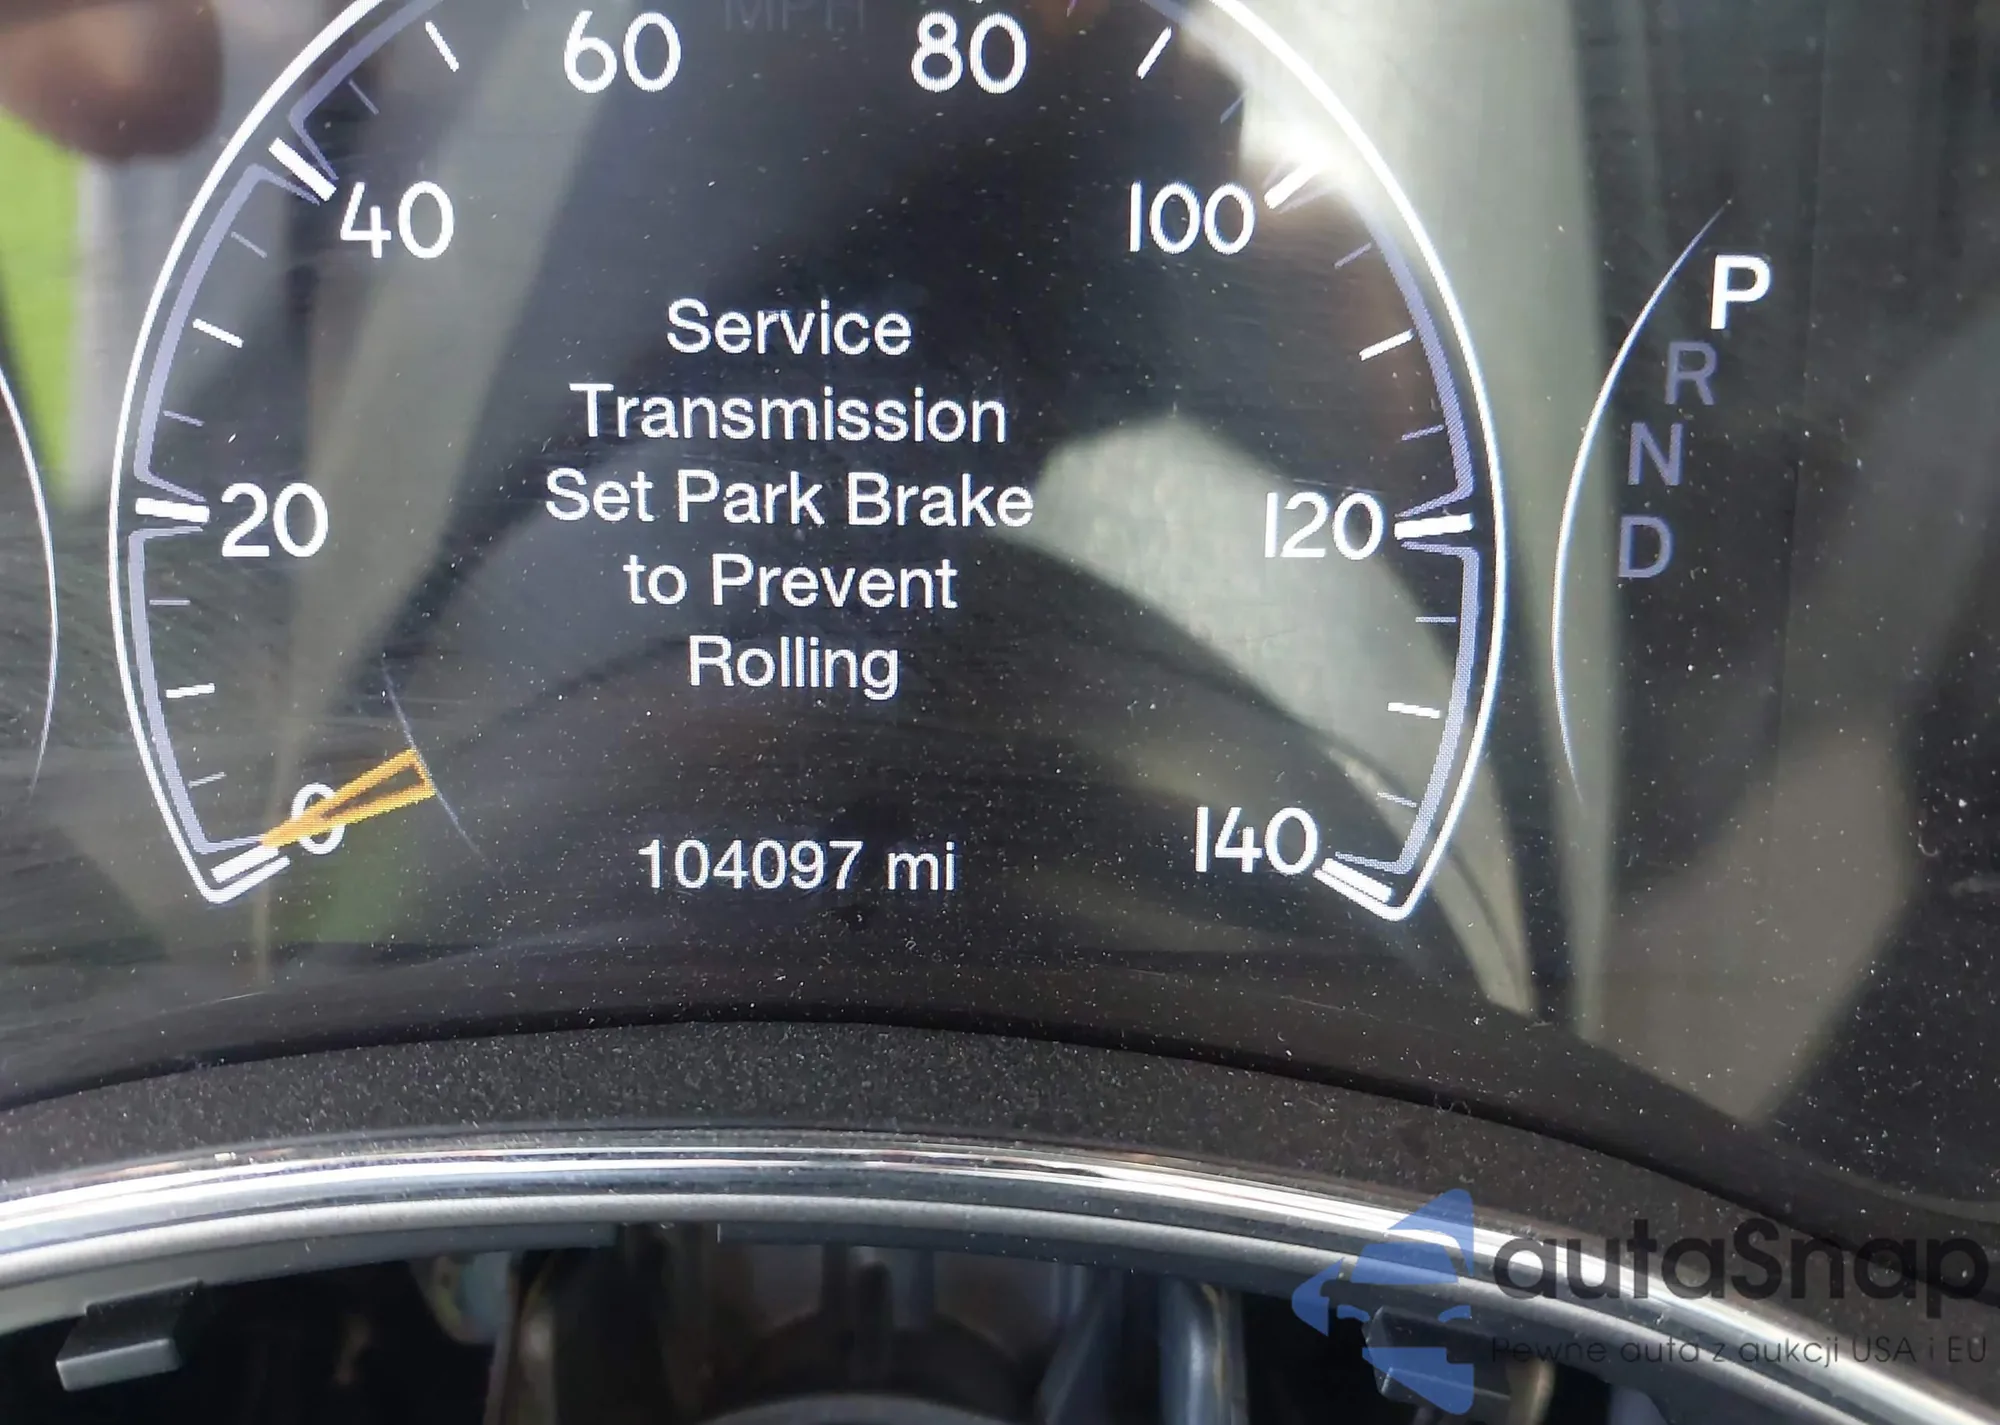 MPH
60
80
40
100
Service
Transmission
Set Park Brake
to Prevent
Rolling
20
120
0
140
104097 mi
P
R
N
D
autaSnap
Pewne auta z aukcji USA i EU